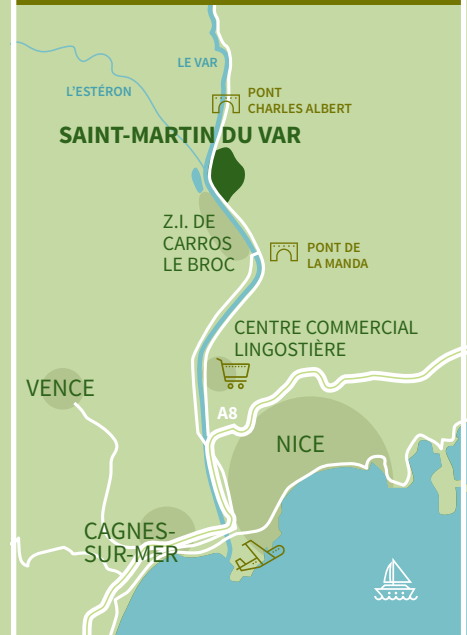 LE VAR
L'ESTÉRON
PONT
CHARLES ALBERT
SAINT-MARTIN DU VAR
Z.I. DE
CARROS
LE BROC
PONT DE
LA MANDA
CENTRE COMMERCIAL
LINGOSTIÈRE
VENCE
A8
NICE
CAGNES-
SUR-MER